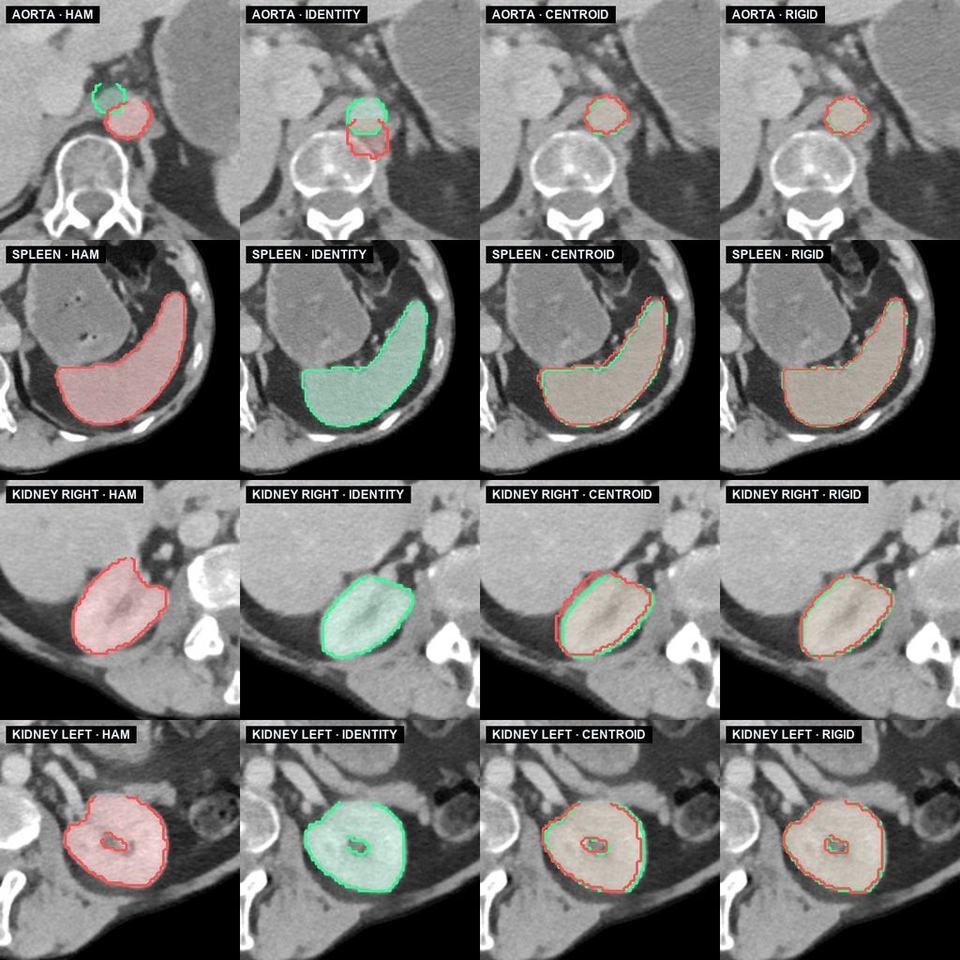 AORTA · HAM
AORTA · IDENTITY
AORTA · CENTROID
AORTA · RIGID
SPLEEN · HAM
SPLEEN · IDENTITY
SPLEEN · CENTROID
SPLEEN · RIGID
KIDNEY RIGHT · HAM
KIDNEY RIGHT · IDENTITY
KIDNEY RIGHT · CENTROID
KIDNEY RIGHT · RIGID
KIDNEY LEFT · HAM
KIDNEY LEFT · IDENTITY
KIDNEY LEFT · CENTROID
KIDNEY LEFT · RIGID